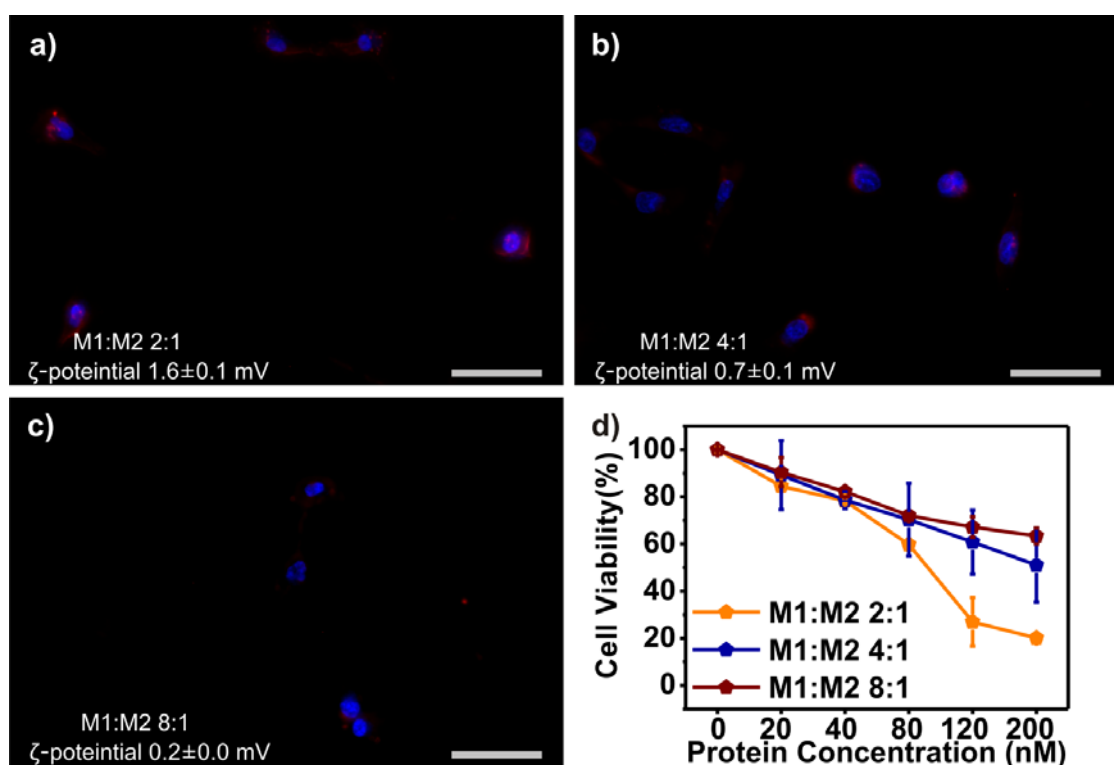 a)
M1:M2 2:1
ζ-poteintial 1.6±0.1 mV
b)
M1:M2 4:1
ζ-poteintial 0.7±0.1 mV
c)
M1:M2 8:1
ζ-poteintial 0.2±0.0 mV
d)
Cell Viability(%)
100
80
60
40
20
0
M1:M2 2:1
M1:M2 4:1
M1:M2 8:1
0 20 40 80 120 200
Protein Concentration (nM)